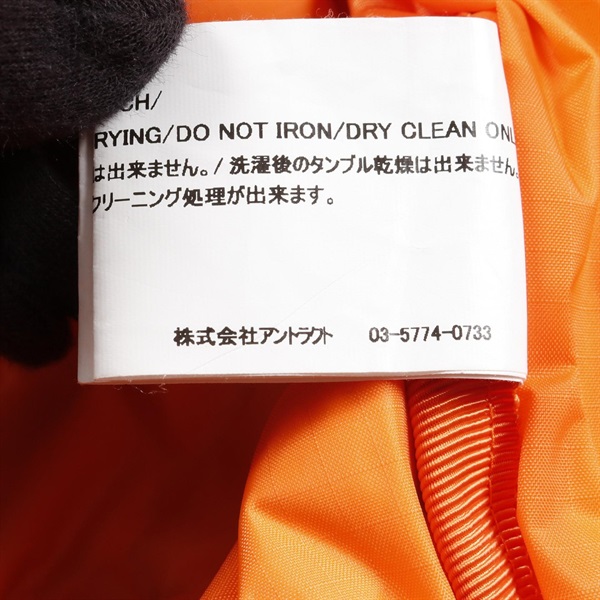 CH/
RYING/DO NOT IRON/DRY CLEAN ONL
は出来ません。/洗濯後のタンブル乾燥は出来ません。
クリーニング処理が出来ます。
株式会社アントラクト 03-5774-0733